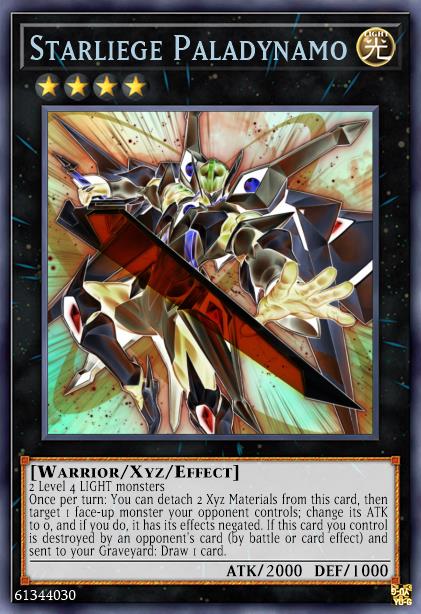 Starliege Paladynamo
LIGHT
光
[Warrior/Xyz/Effect]
2 Level 4 LIGHT monsters
Once per turn: You can detach 2 Xyz Materials from this card, then
target 1 face-up monster your opponent controls; change its ATK
to 0, and if you do, it has its effects negated. If this card you control
is destroyed by an opponent's card (by battle or card effect) and
sent to your Graveyard: Draw 1 card.
ATK/2000 DEF/1000
61344030